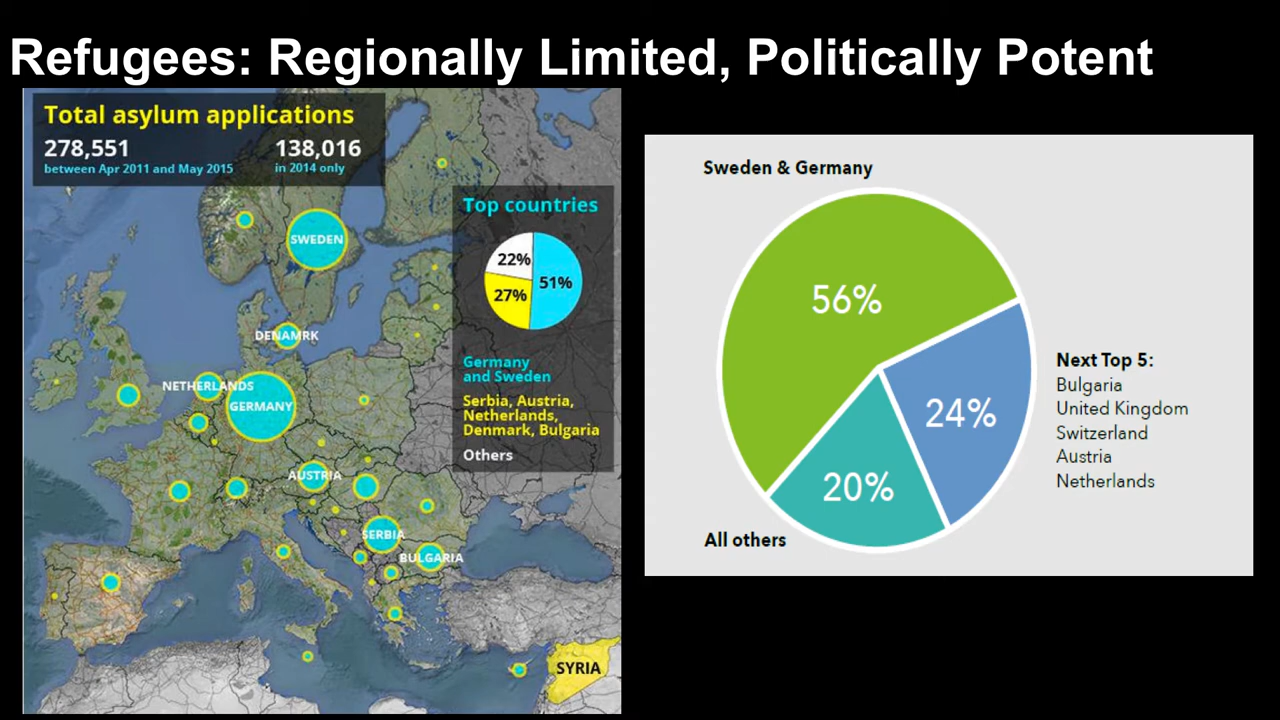 Refugees: Regionally Limited, Politically Potent
Total asylum applications
278,551
between Apr 2011 and May 2015
138,016
in 2014 only
Top countries
22%
51%
27%
Germany
and Sweden
Serbia, Austria,
Netherlands,
Denmark, Bulgaria
Others
SWEDEN
DENAMRK
NETHERLANDS
GERMANY
AUSTRIA
SERBIA
BULGARIA
SYRIA
Sweden & Germany
56%
24%
20%
All others
Next Top 5:
Bulgaria
United Kingdom
Switzerland
Austria
Netherlands